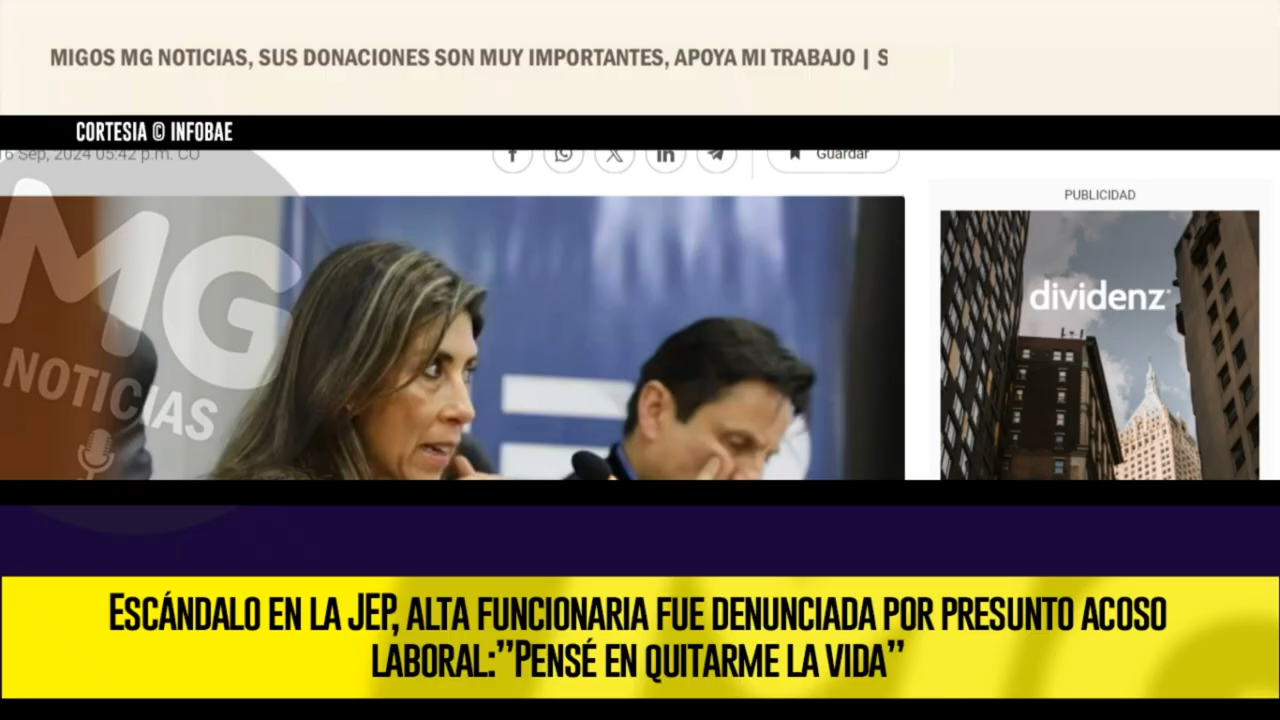 MIGOS MG NOTICIAS, SUS DONACIONES SON MUY IMPORTANTES, APOYA MI TRABAJO | S
CORTESIA © INFOBAE
6 Sep, 2024 05:42 p.m. CO
Guardar
PUBLICIDAD
dividenz
MG
NOTICIAS
ESCÁNDALO EN LA JEP, ALTA FUNCIONARIA FUE DENUNCIADA POR PRESUNTO ACOSO
LABORAL:”PENSÉ EN QUITARME LA VIDA”